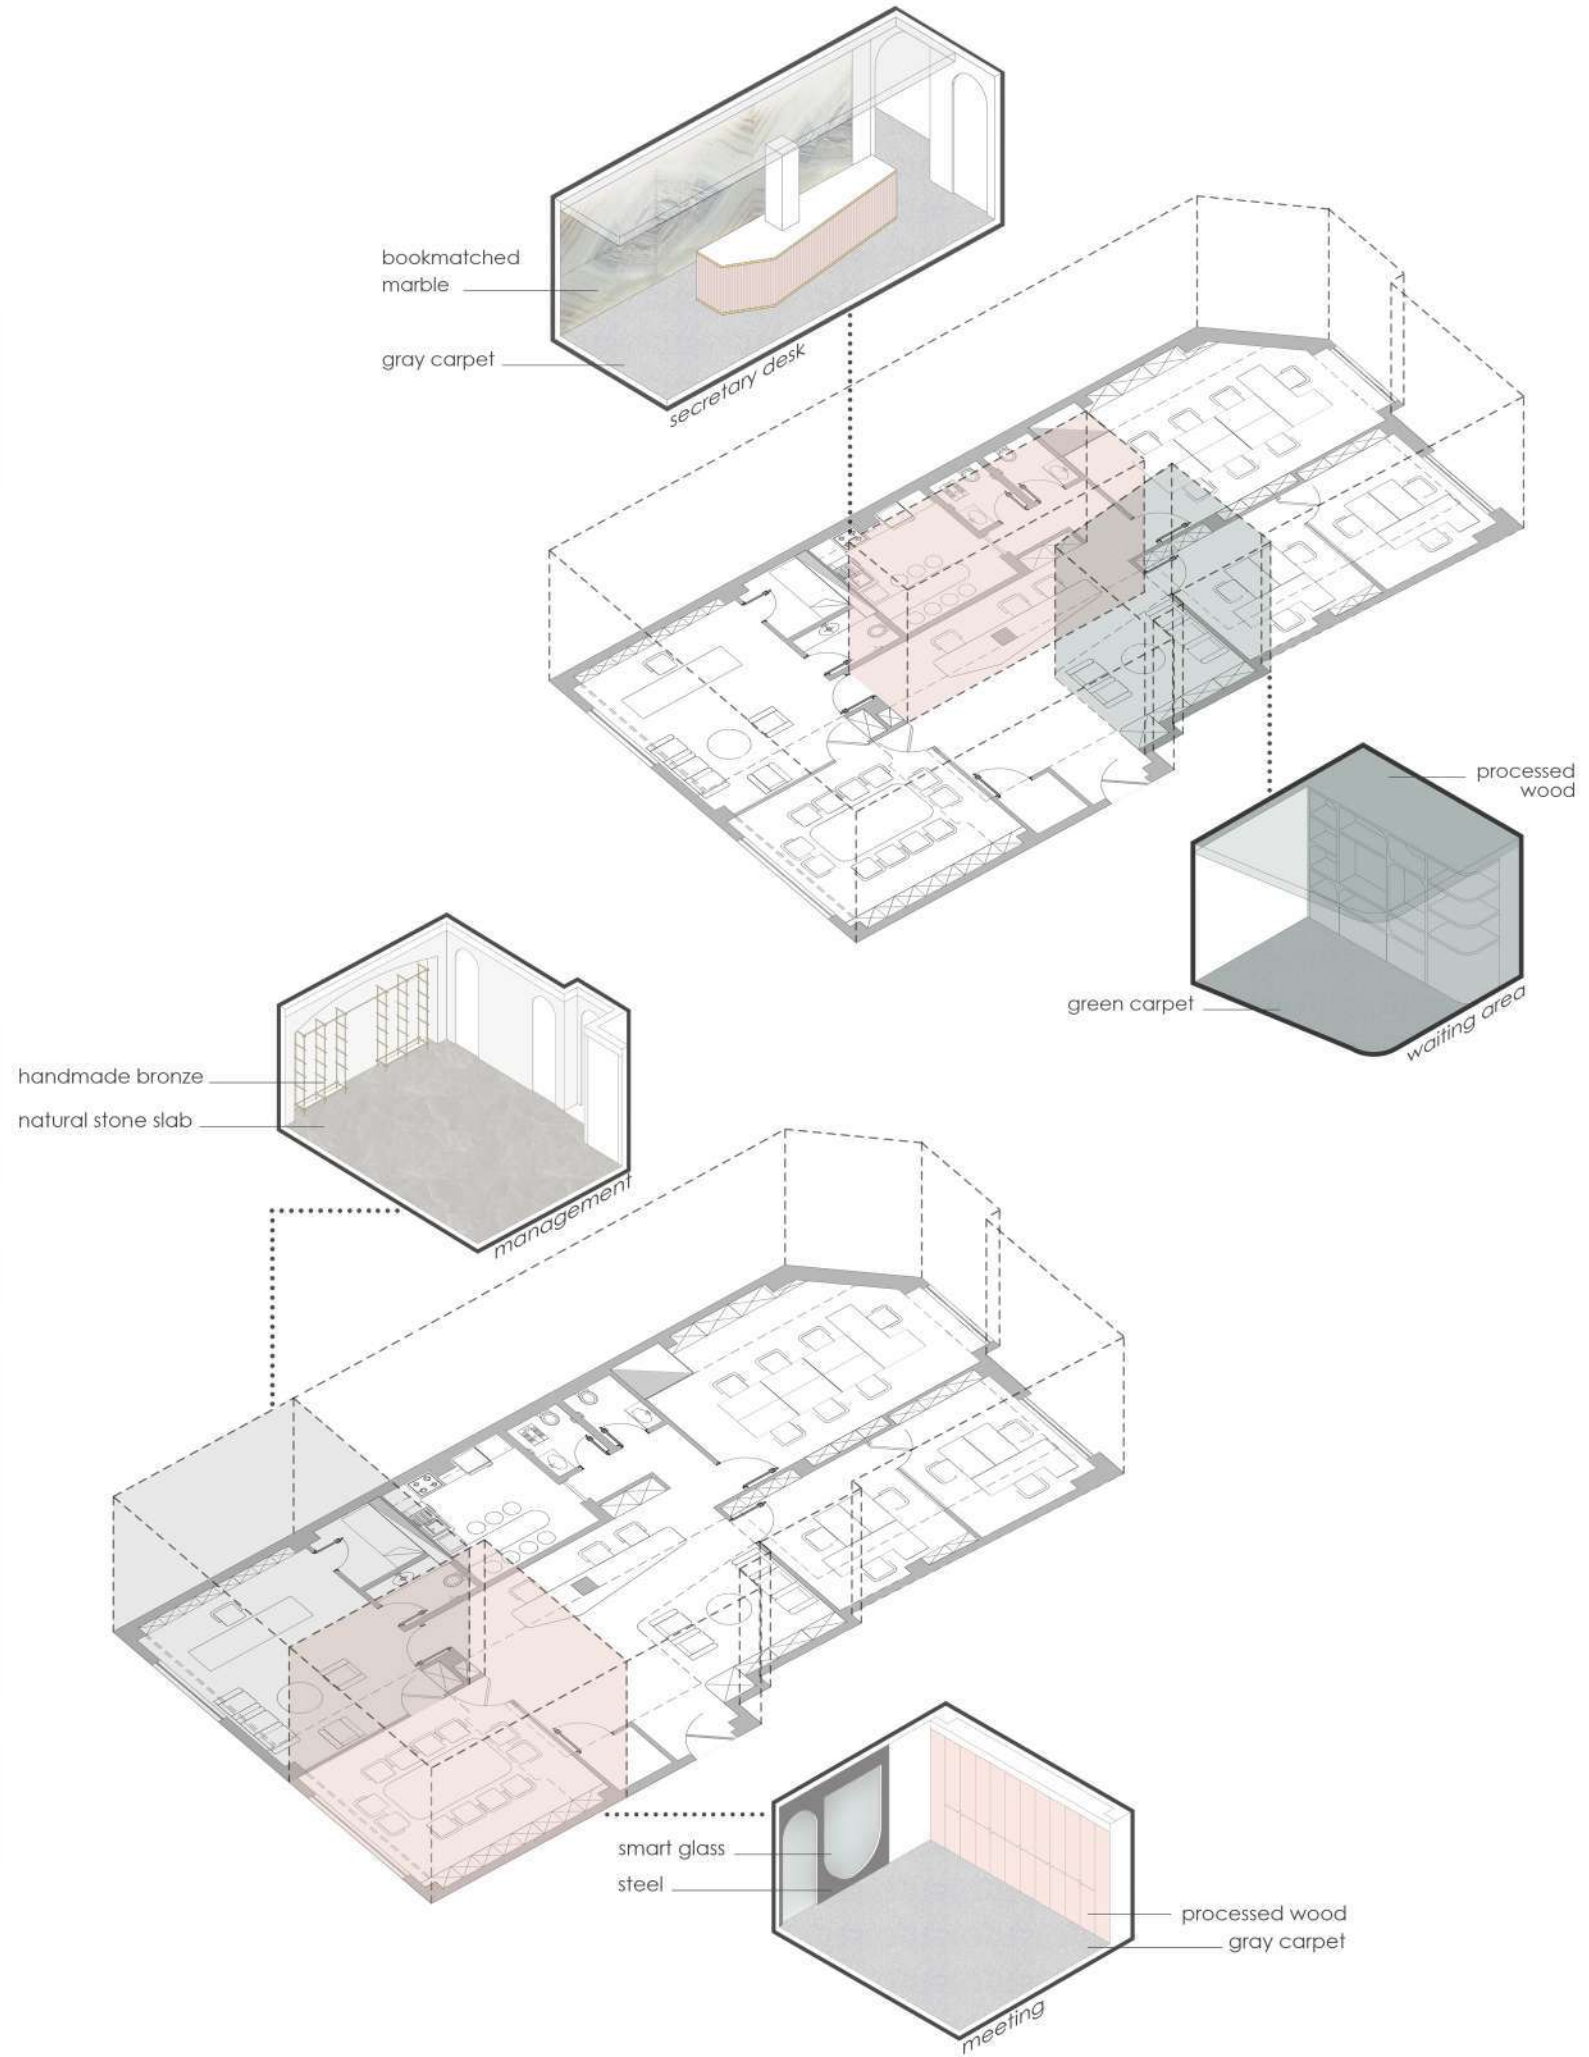 bookmatched
marble
gray carpet
secretary desk
processed
wood
green carpet
waiting area
handmade bronze
natural stone slab
management
smart glass
steel
processed wood
gray carpet
meeting